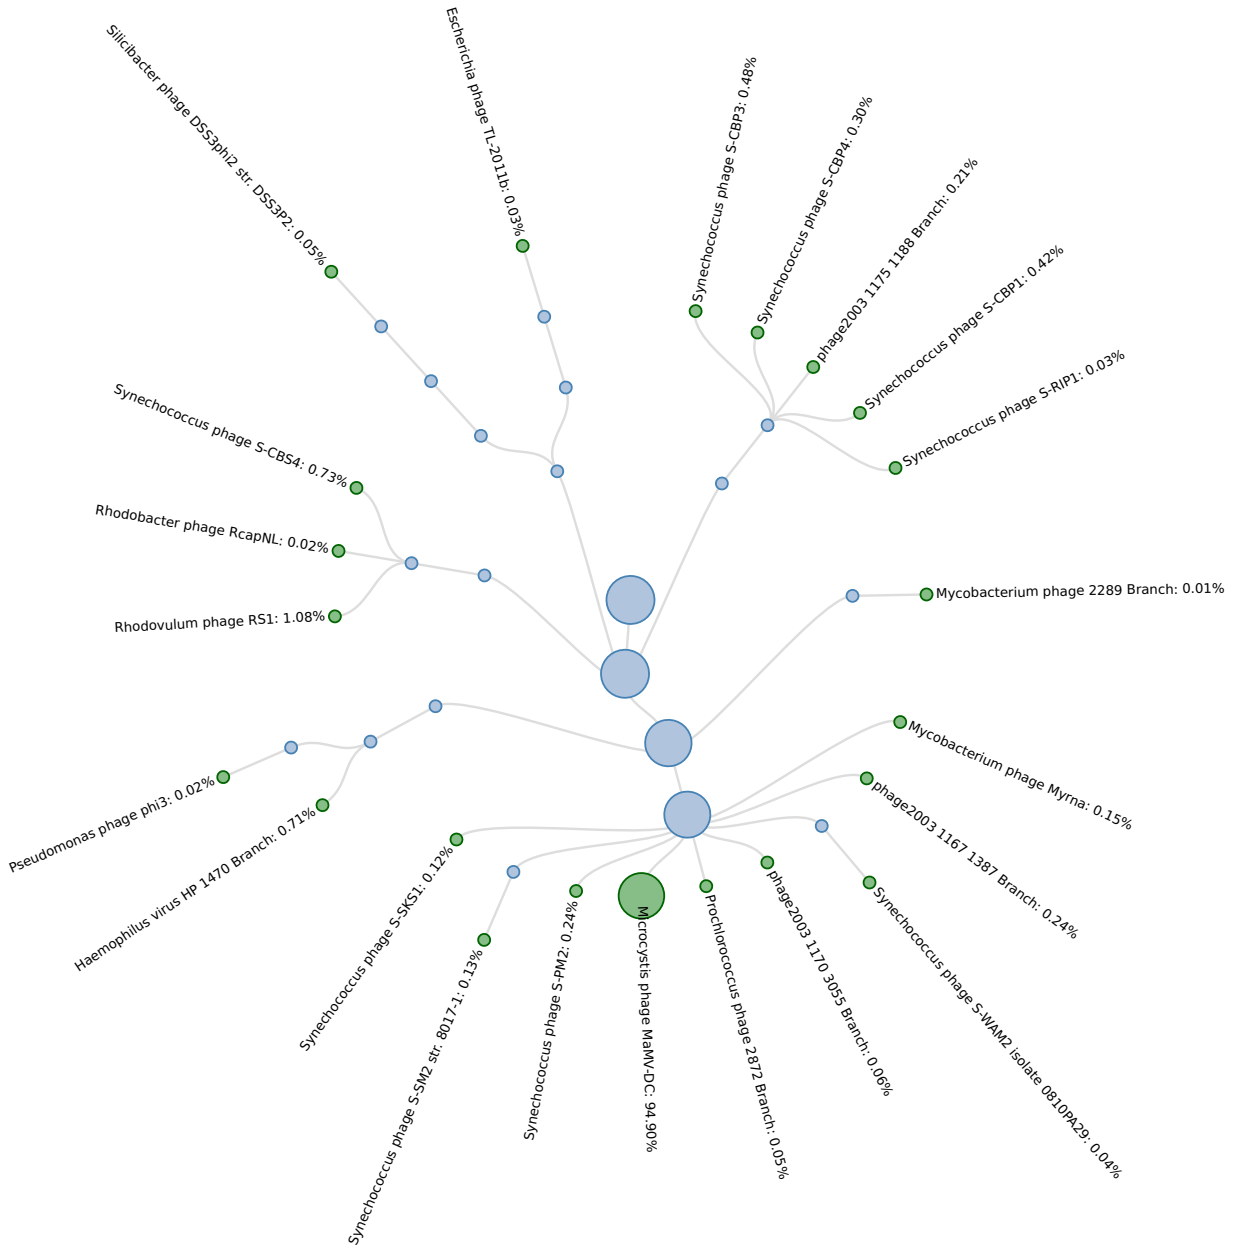 Silicibacter phage DSS3phi2 str. DSS3P2: 0.05%
Escherichia phage TL-2011b: 0.03%
Synechococcus phage S-CBP3: 0.48%
Synechococcus phage S-CBP4: 0.30%
phage2003 1175 1188 Branch: 0.21%
Synechococcus phage S-CBP1: 0.42%
Synechococcus phage S-RIP1: 0.03%
Mycobacterium phage 2289 Branch: 0.01%
Mycobacterium phage Myrna: 0.15%
phage2003 1167 1387 Branch: 0.24%
Synechococcus phage S-WAM2 isolate 0810PA29: 0.04%
phage2003 1170 3055 Branch: 0.06%
Prochlorococcus phage 2872 Branch: 0.05%
Microcystis phage MaMV-DC: 94.90%
Synechococcus phage S-PM2: 0.24%
Synechococcus phage S-SM2 str. 8017-1: 0.13%
Synechococcus phage S-SKS1: 0.12%
Haemophilus virus HP 1470 Branch: 0.71%
Pseudomonas phage phi3: 0.02%
Rhodovulum phage RS1: 1.08%
Rhodobacter phage RcapNL: 0.02%
Synechococcus phage S-CBS4: 0.73%